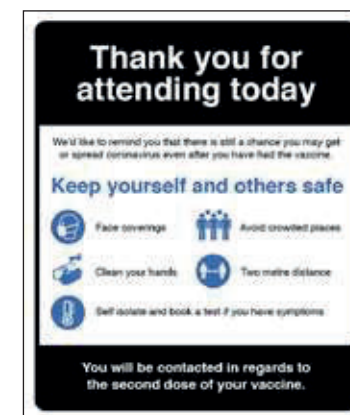 Thank you for
attending today
We'd like to remind you that there is still a chance you may get
or spread coronavirus even after you have had the vaccine.
Keep yourself and others safe
Face coverings
Avoid crowded places
Clean your hands
Two metre distance
Self isolate and book a test if you have symptoms
You will be contacted in regards to
the second dose of your vaccine.